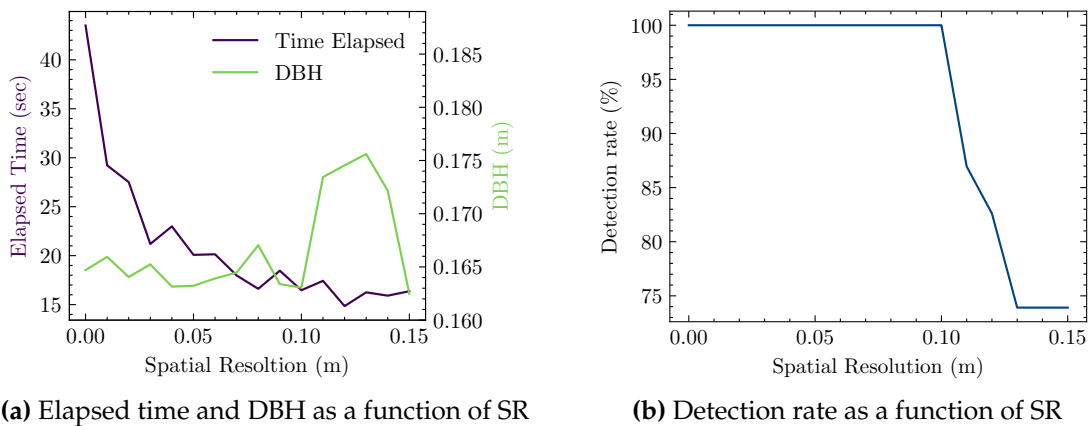 Time Elapsed
DBH
Elapsed Time (sec)
40
35
30
25
20
15
0.185
0.180
0.175
0.170
0.165
0.160
DBH (m)
0.00 0.05 0.10 0.15
Spatial Resoltion (m)
(a) Elapsed time and DBH as a function of SR
Detection rate (%)
100
95
100
90
85
80
75
0.00 0.05 0.10 0.15
Spatial Resolution (m)
(b) Detection rate as a function of SR